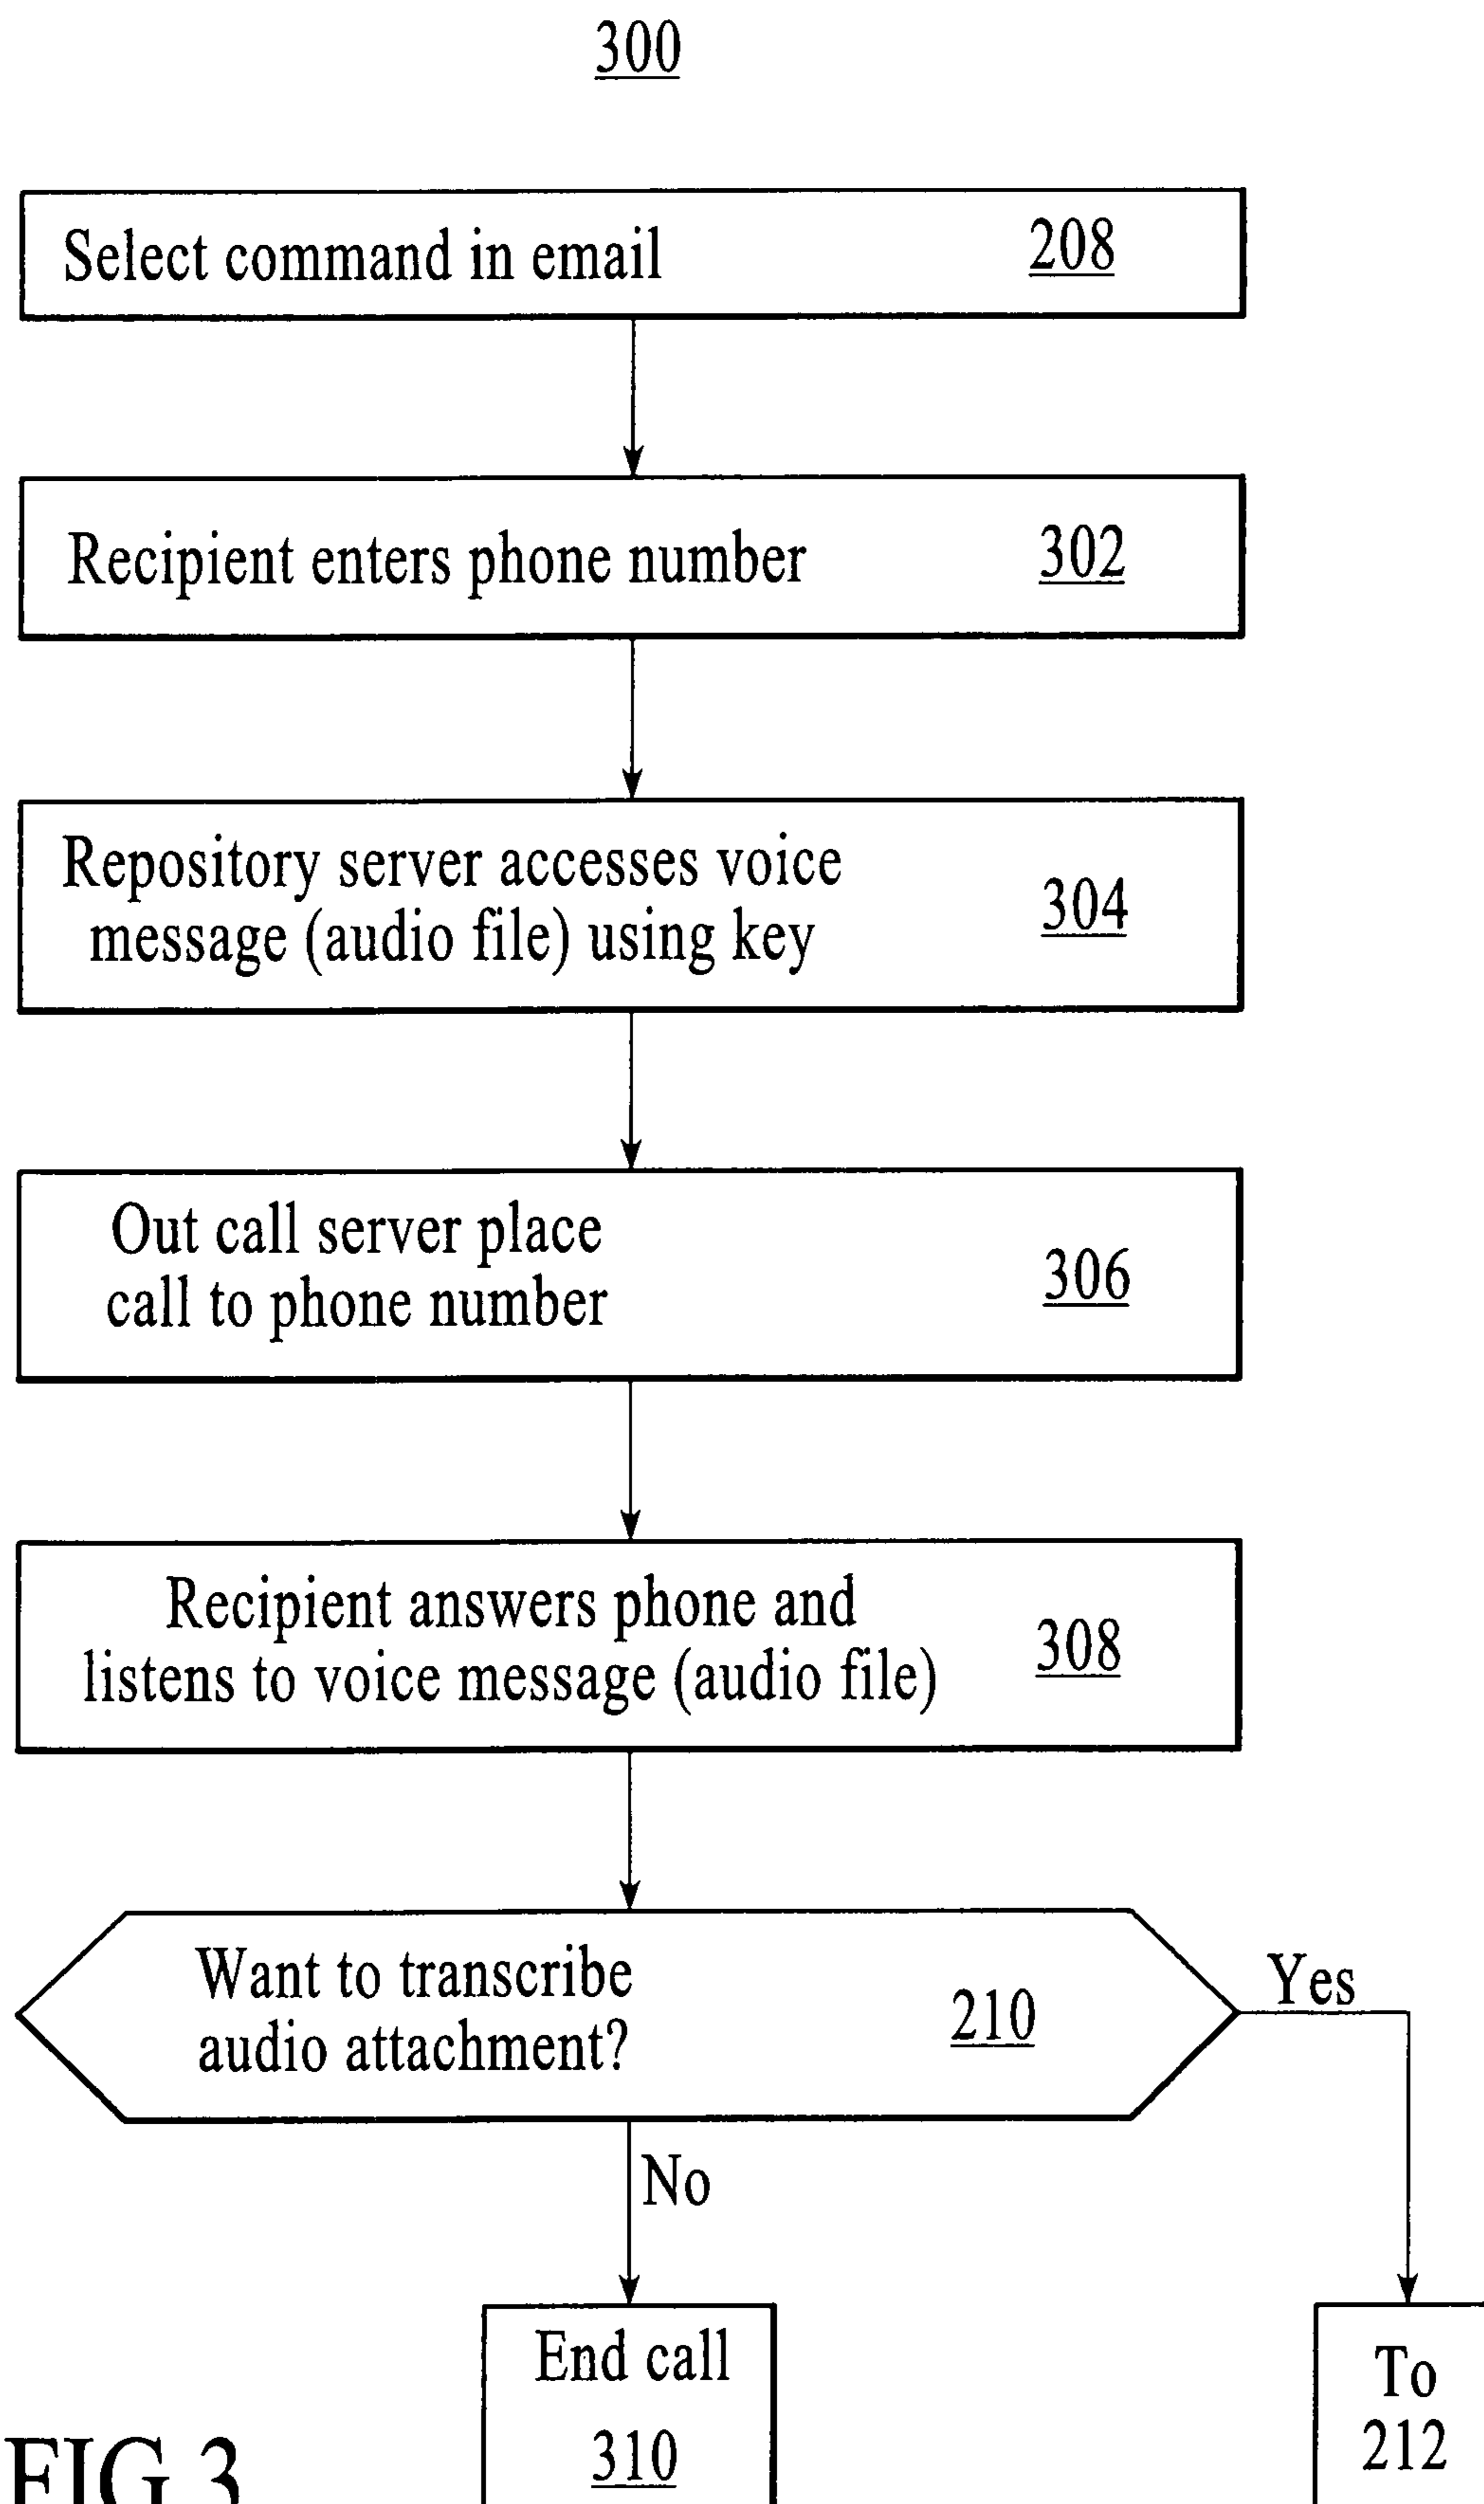 300
Select command in email 208
Recipient enters phone number 302
Repository server accesses voice
message (audio file) using key 304
Out call server place
call to phone number 306
Recipient answers phone and
listens to voice message (audio file) 308
Want to transcribe
audio attachment? 210
Yes
No
End call
310
To
212
FIG 3